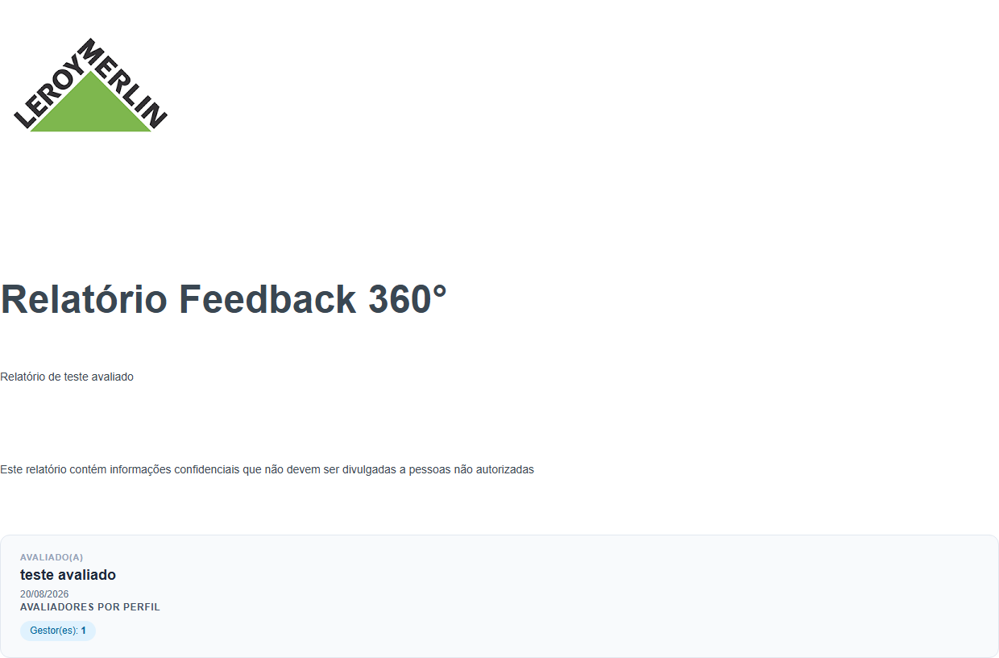 LEROY MERLIN
Relatório Feedback 360°
Relatório de teste avaliado
Este relatório contém informações confidenciais que não devem ser divulgadas a pessoas não autorizadas
AVALIADO(A)
teste avaliado
20/08/2026
AVALIADORES POR PERFIL
Gestor(es): 1